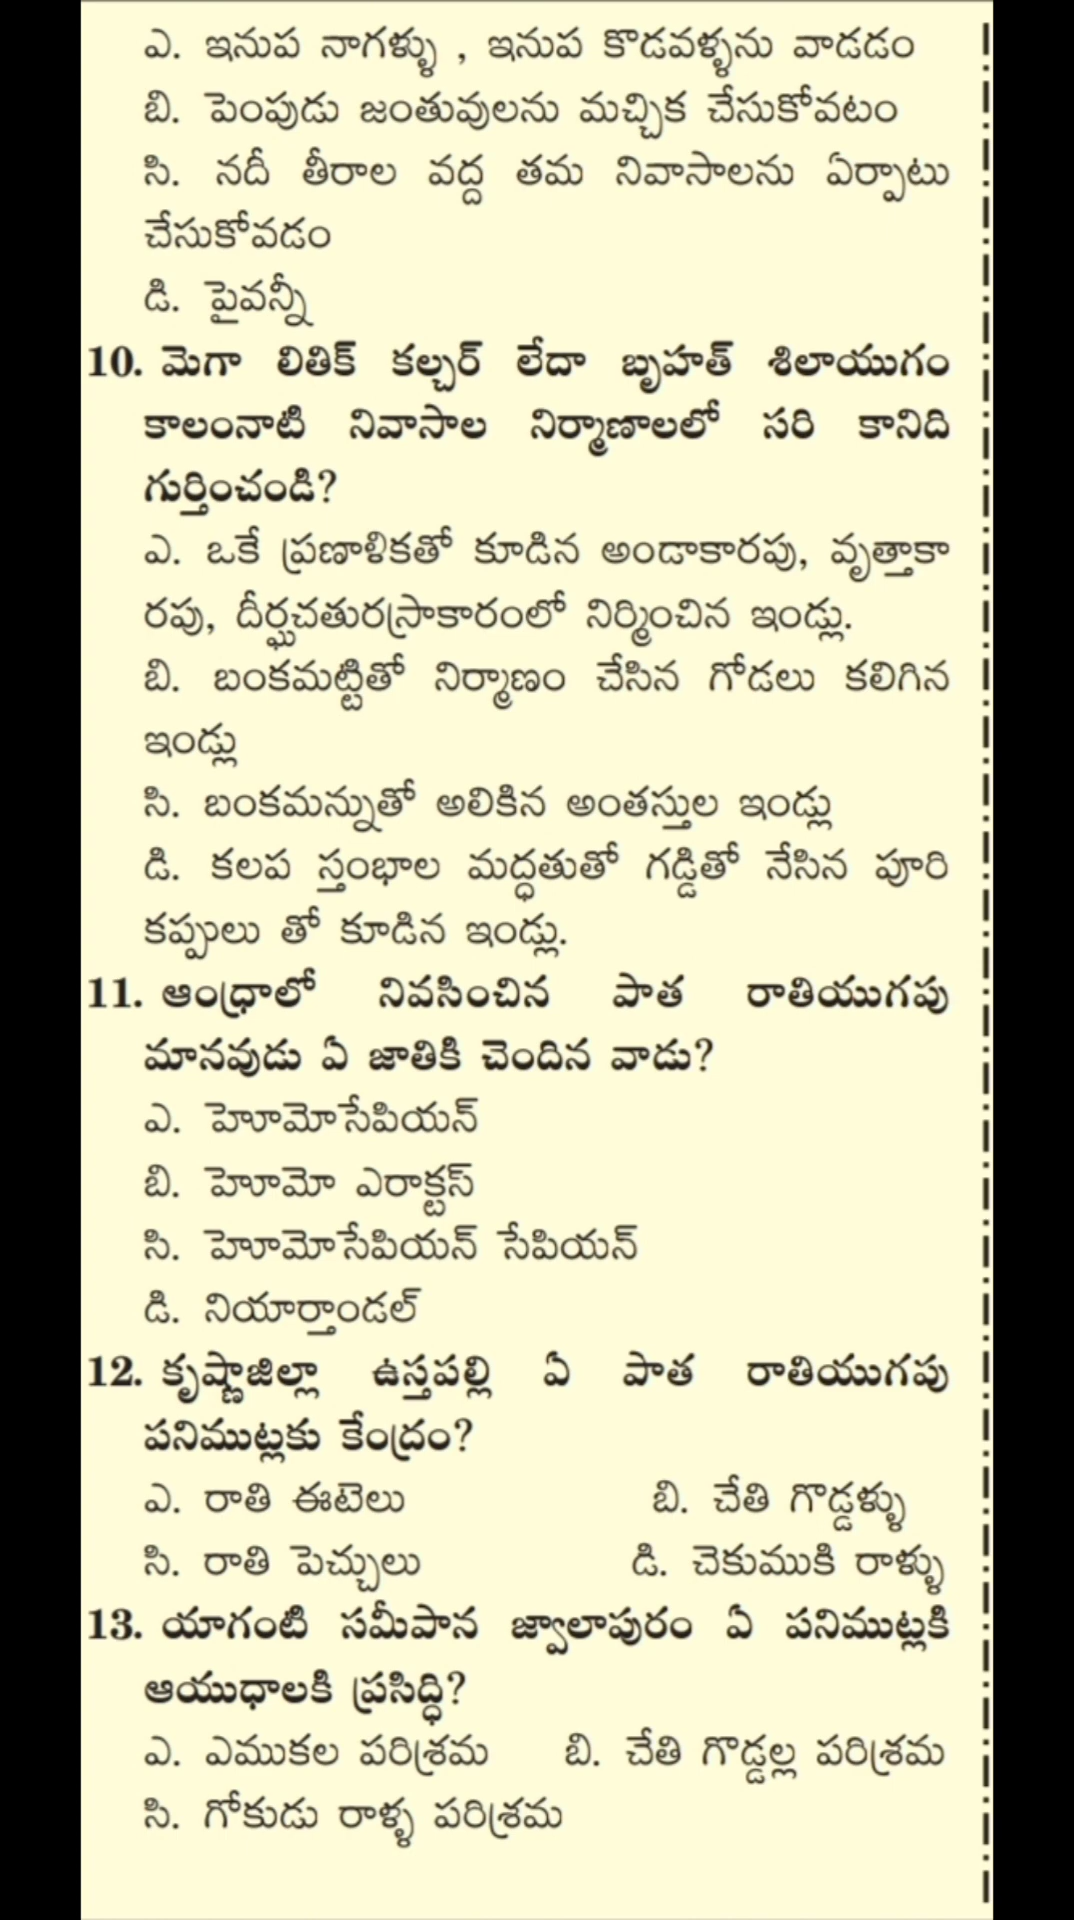 ఎ. ఇనుప నాగళ్ళు , ఇనుప కొడవళ్ళను వాడడం
బి. పెంపుడు జంతువులను మచ్చిక చేసుకోవటం
సి. నదీ తీరాల వద్ద తమ నివాసాలను ఏర్పాటు
చేసుకోవడం
డి. పైవన్నీ
10. మెగా లితిక్ కల్చర్ లేదా బృహత్ శిలాయుగం
కాలంనాటి నివాసాల నిర్మాణాలలో సరి కానిది
గుర్తించండి?
ఎ. ఒకే ప్రణాళికతో కూడిన అండాకారపు, వృత్తాకా
రపు, దీర్ఘచతురస్రాకారంలో నిర్మించిన ఇండ్లు.
బి. బంకమట్టితో నిర్మాణం చేసిన గోడలు కలిగిన
ఇండ్లు
సి. బంకమన్నుతో అలికిన అంతస్తుల ఇండ్లు
డి. కలప స్తంభాల మద్ధతుతో గడ్డితో నేసిన పూరి
కప్పులు తో కూడిన ఇండ్లు.
11. ఆంధ్రాలో నివసించిన పాత రాతియుగపు
మానవుడు ఏ జాతికి చెందిన వాడు?
ఎ. హెూమోసేపియన్
బి. హెూమో ఎరాక్టస్
సి. హెూమోసేపియన్ సేపియన్
డి. నియార్తాండల్
12. కృష్ణాజిల్లా ఉస్తపల్లి ఏ పాత రాతియుగపు
పనిముట్లకు కేంద్రం?
ఎ. రాతి ఈటెలు బి. చేతి గొడ్డళ్ళు
సి. రాతి పెచ్చులు డి. చెకుముకి రాళ్ళు
13. యాగంటి సమీపాన జ్వాలాపురం ఏ పనిముట్లకి
ఆయుధాలకి ప్రసిద్ధి?
ఎ. ఎముకల పరిశ్రమ బి. చేతి గొడ్డల్ల పరిశ్రమ
సి. గోకుడు రాళ్ళ పరిశ్రమ